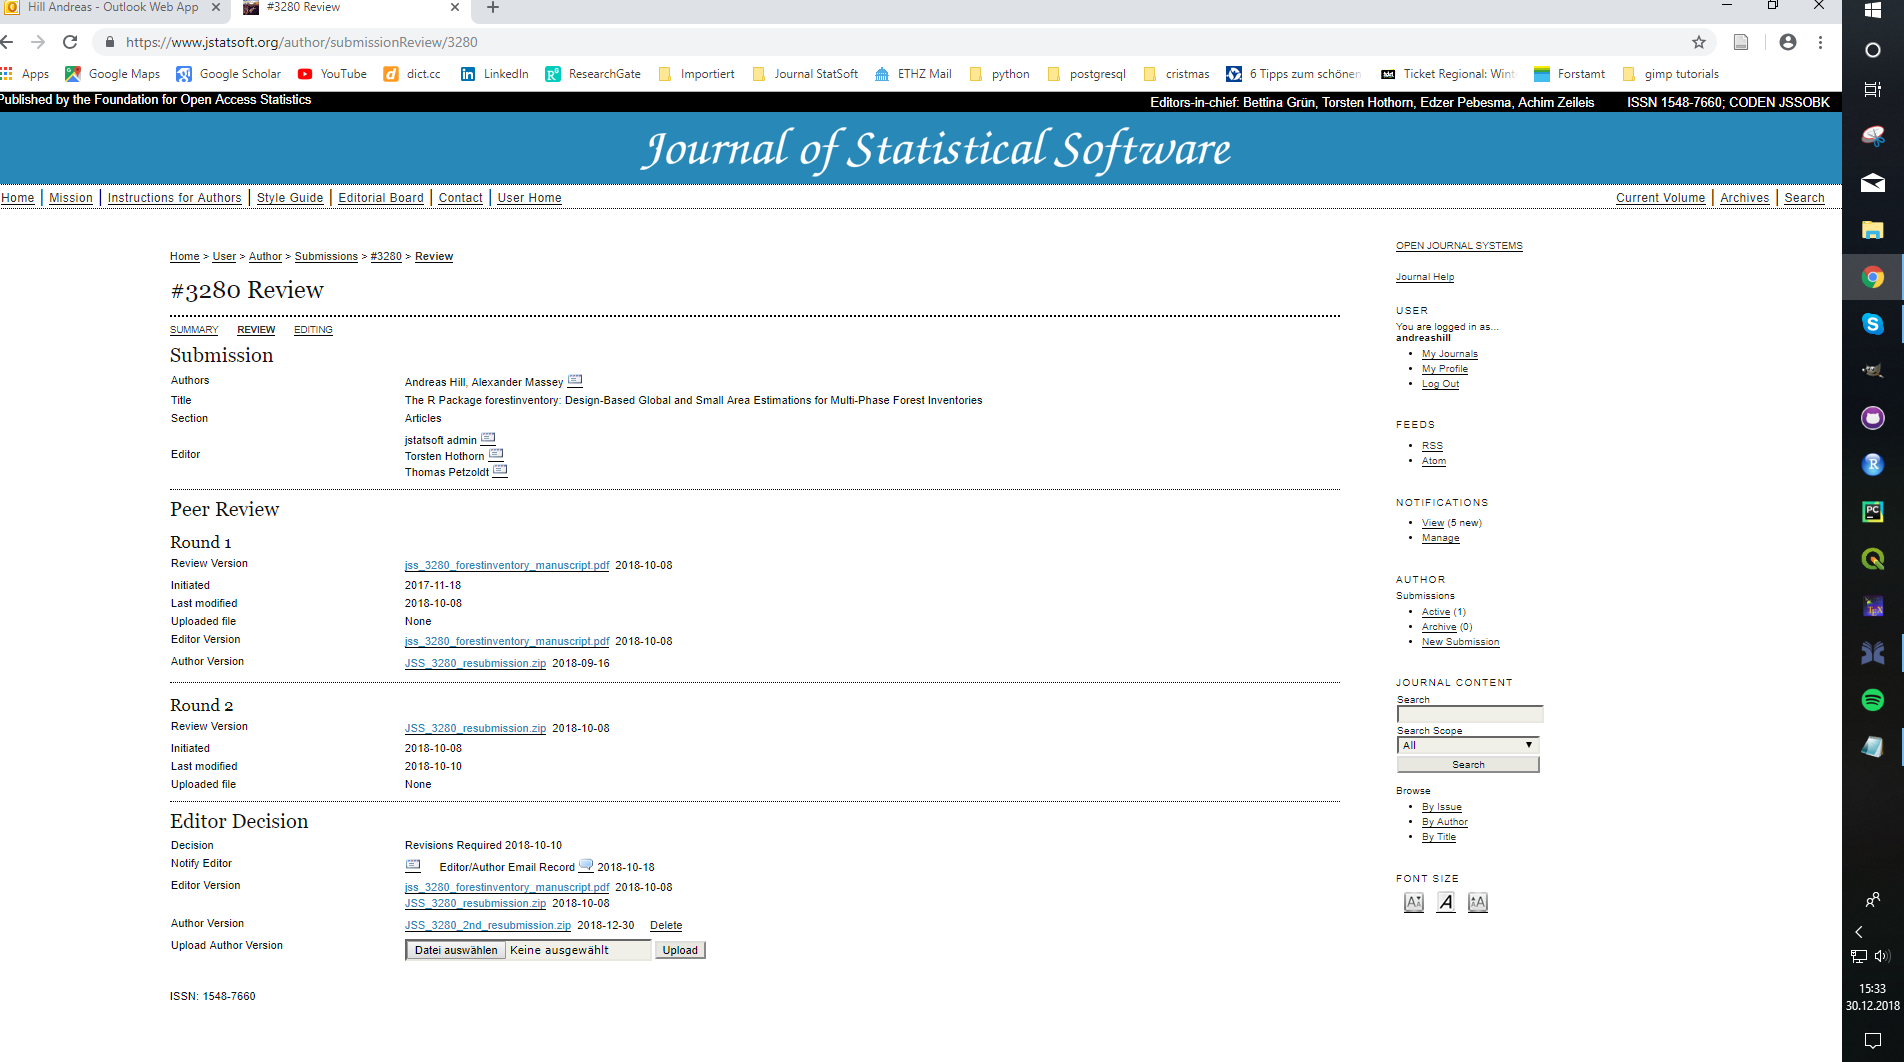 Hill Andreas - Outlook Web App
#3280 Review
https://www.jstatsoft.org/author/submissionReview/3280
Apps
Google Maps
Google Scholar
YouTube
dict.cc
LinkedIn
ResearchGate
Importiert
Journal StatSoft
ETHZ Mail
python
postgresql
cristmas
6 Tipps zum schönen
Ticket Regional: Wint
Forstamt
gimp tutorials
Published by the Foundation for Open Access Statistics
Editors-in-chief: Bettina Grün, Torsten Hothorn, Edzer Pebesma, Achim Zeileis ISSN 1548-7660; CODEN JSSOBK
Journal of Statistical Software
Home | Mission | Instructions for Authors | Style Guide | Editorial Board | Contact | User Home
Current Volume | Archives | Search
Home > User > Author > Submissions > #3280 > Review
#3280 Review
SUMMARY REVIEW EDITING
Submission
Authors Andreas Hill, Alexander Massey
Title The R Package forestinventory: Design-Based Global and Small Area Estimations for Multi-Phase Forest Inventories
Section Articles
jstatsoft admin
Editor Torsten Hothorn
Thomas Petzoldt
Peer Review
Round 1
Review Version jss_3280_forestinventory_manuscript.pdf 2018-10-08
Initiated 2017-11-18
Last modified 2018-10-08
Uploaded file None
Editor Version jss_3280_forestinventory_manuscript.pdf 2018-10-08
Author Version JSS_3280_resubmission.zip 2018-09-16
Round 2
Review Version JSS_3280_resubmission.zip 2018-10-08
Initiated 2018-10-08
Last modified 2018-10-10
Uploaded file None
Editor Decision
Decision Revisions Required 2018-10-10
Notify Editor Editor/Author Email Record 2018-10-18
Editor Version jss_3280_forestinventory_manuscript.pdf 2018-10-08
JSS_3280_resubmission.zip 2018-10-08
Author Version JSS_3280_2nd_resubmission.zip 2018-12-30 Delete
Upload Author Version Datei auswählen Keine ausgewählt Upload
ISSN: 1548-7660
OPEN JOURNAL SYSTEMS
Journal Help
USER
You are logged in as...
andreashill
My Journals
My Profile
Log Out
FEEDS
RSS
Atom
NOTIFICATIONS
View (5 new)
Manage
AUTHOR
Submissions
Active (1)
Archive (0)
New Submission
JOURNAL CONTENT
Search
Search Scope
All
Search
Browse
By Issue
By Author
By Title
FONT SIZE
15:33
30.12.2018